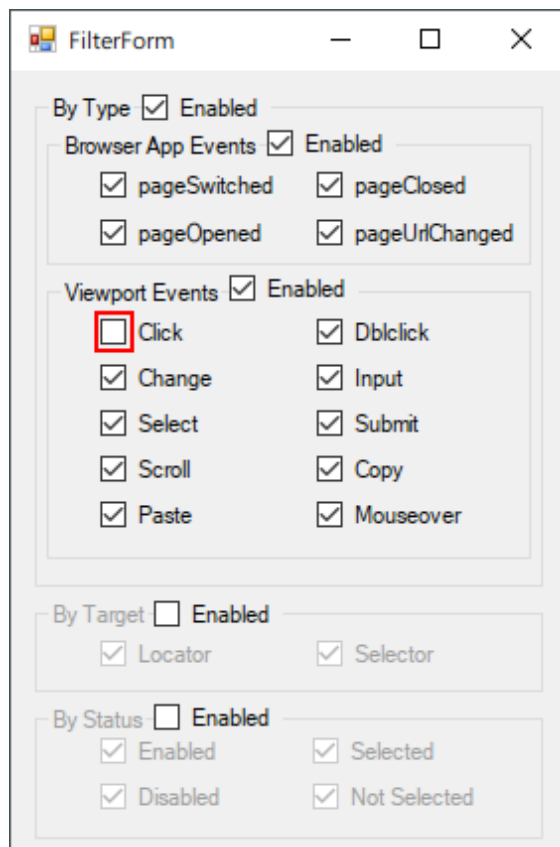 FilterForm
By Type Enabled
Browser App Events Enabled
pageSwitched pageClosed
pageOpened pageUrlChanged
Viewport Events Enabled
Click Dblclick
Change Input
Select Submit
Scroll Copy
Paste Mouseover
By Target Enabled
Locator Selector
By Status Enabled
Enabled Selected
Disabled Not Selected